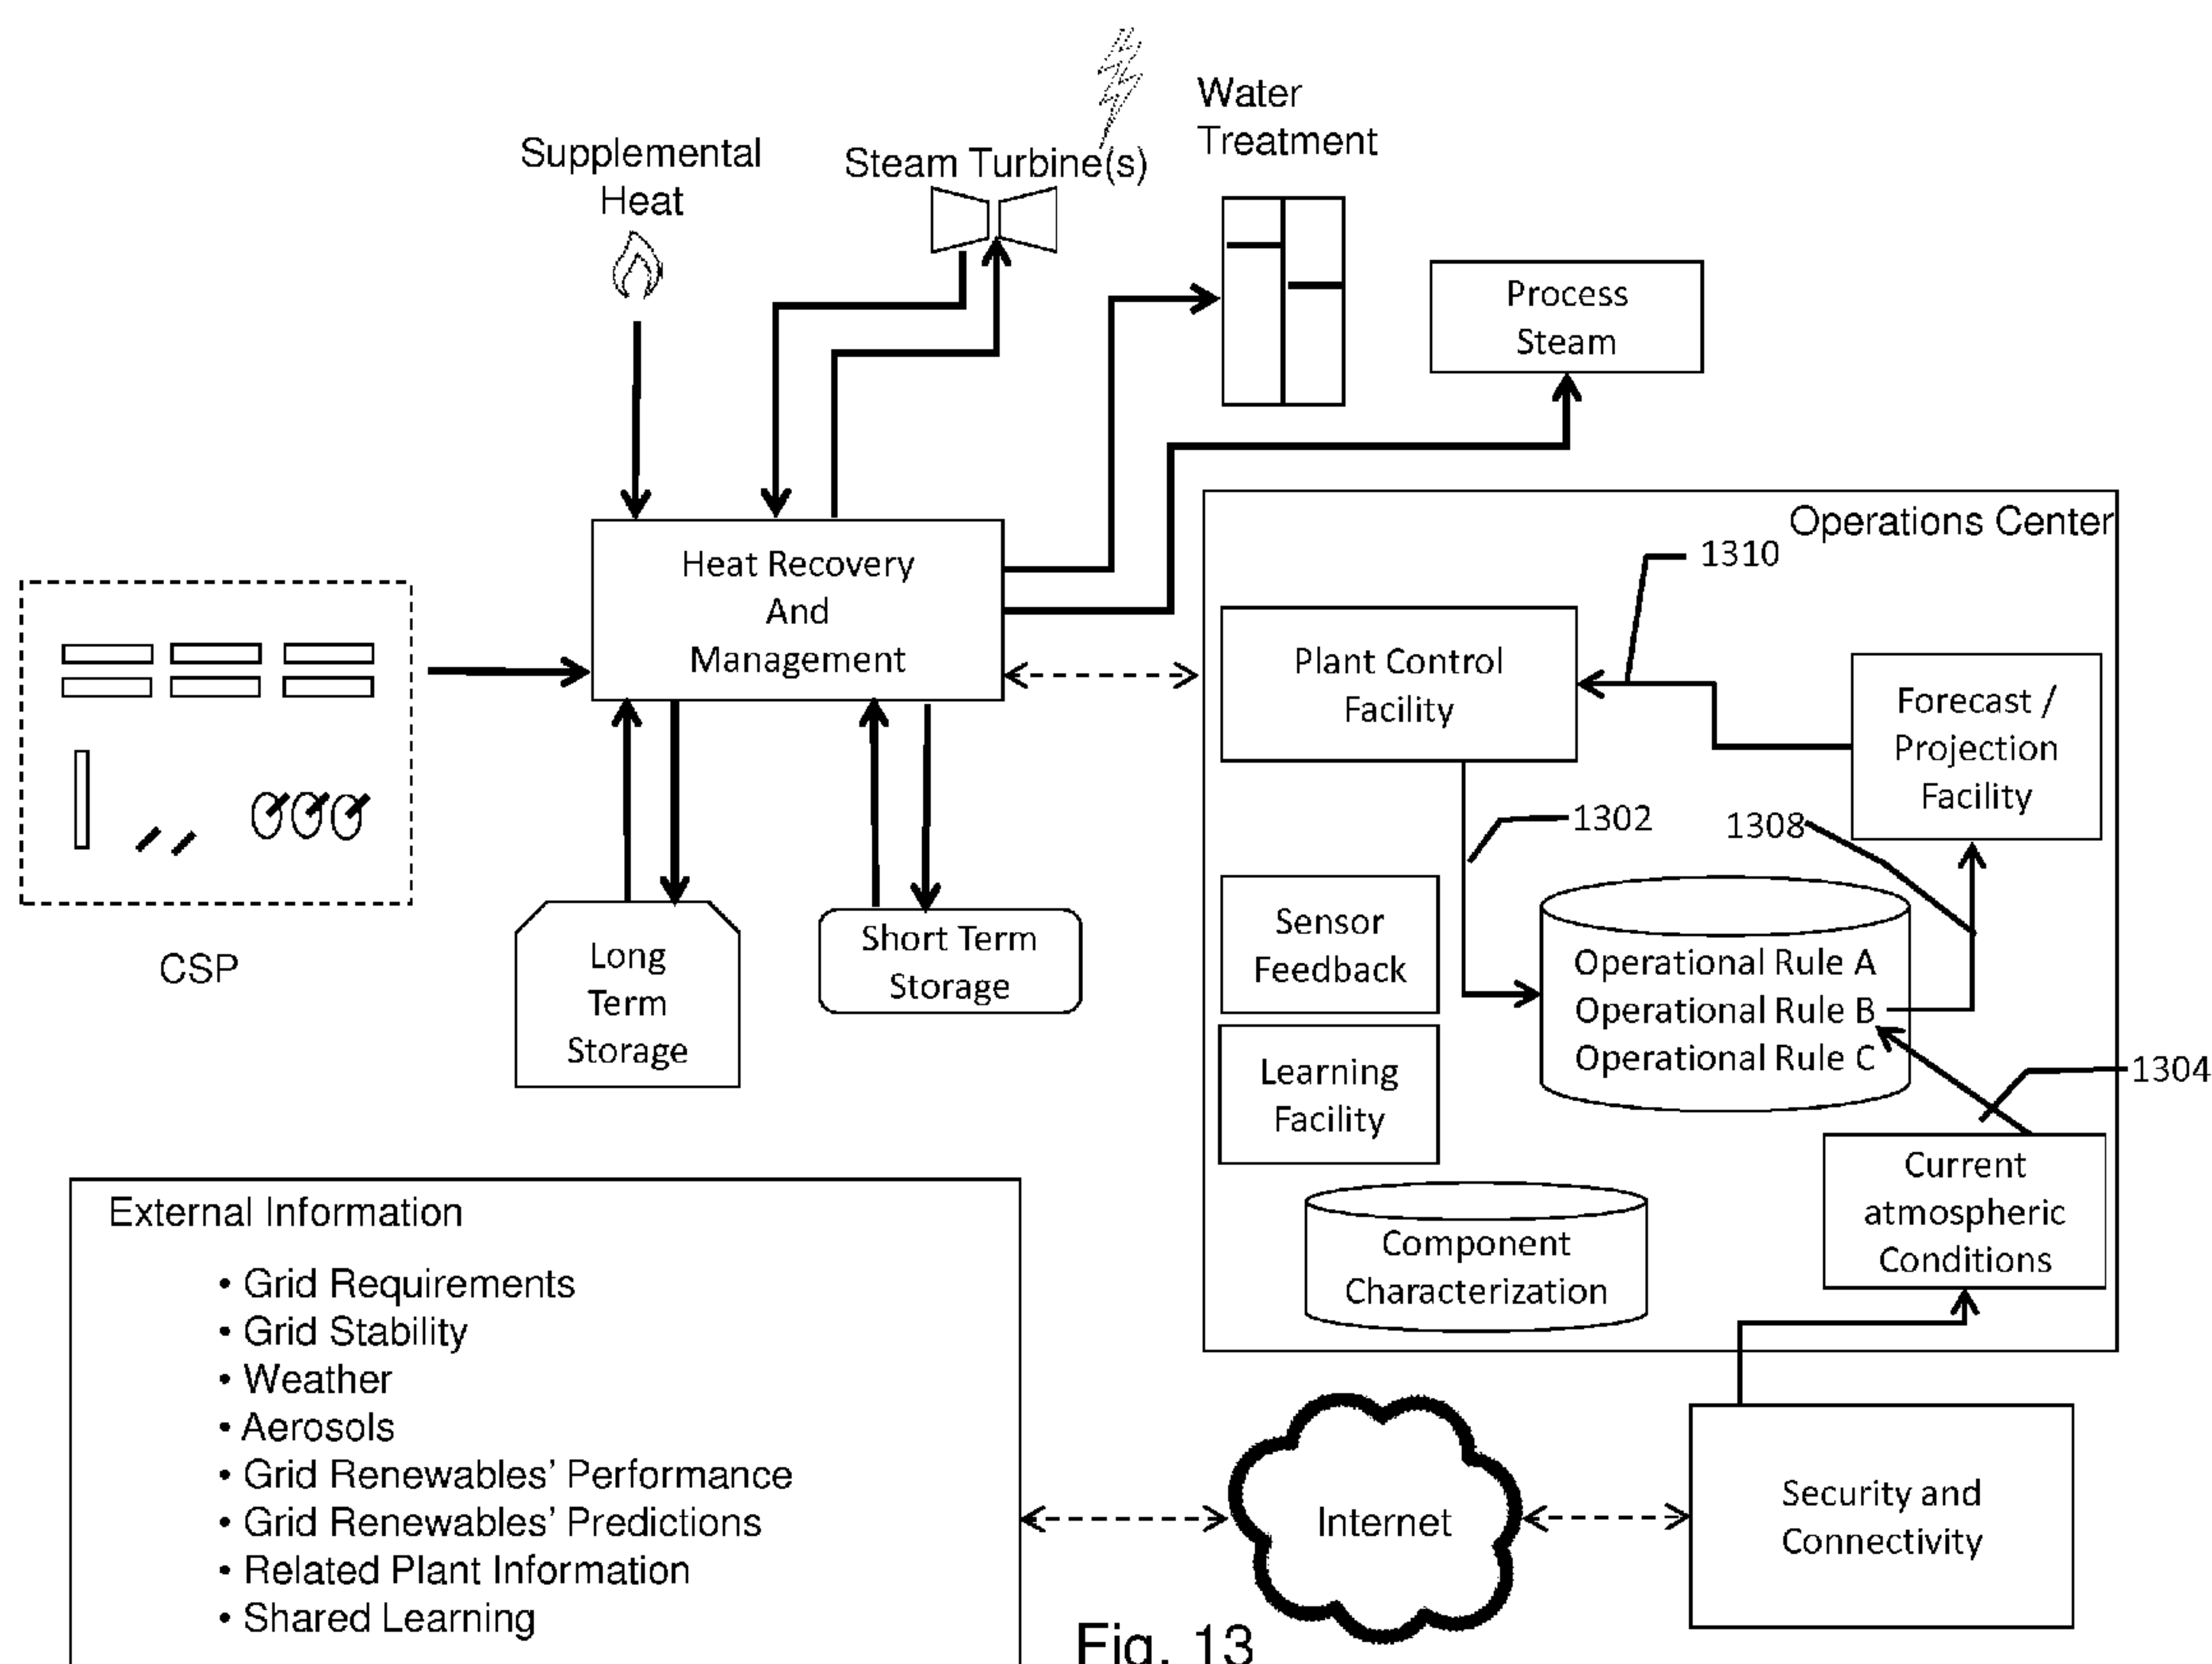 Water
Treatment
Supplemental
Heat
Steam Turbine(s)
Process
Steam
Operations Center
1310
Heat Recovery
And
Management
Plant Control
Facility
Forecast /
Projection
Facility
1302
1308
Sensor
Feedback
Operational Rule A
Operational Rule B
Operational Rule C
1304
CSP
Long
Term
Storage
Short Term
Storage
Learning
Facility
Current
atmospheric
Conditions
Component
Characterization
External Information
• Grid Requirements
• Grid Stability
• Weather
• Aerosols
• Grid Renewables’ Performance
• Grid Renewables’ Predictions
• Related Plant Information
• Shared Learning
Internet
Security and
Connectivity
Fig. 13